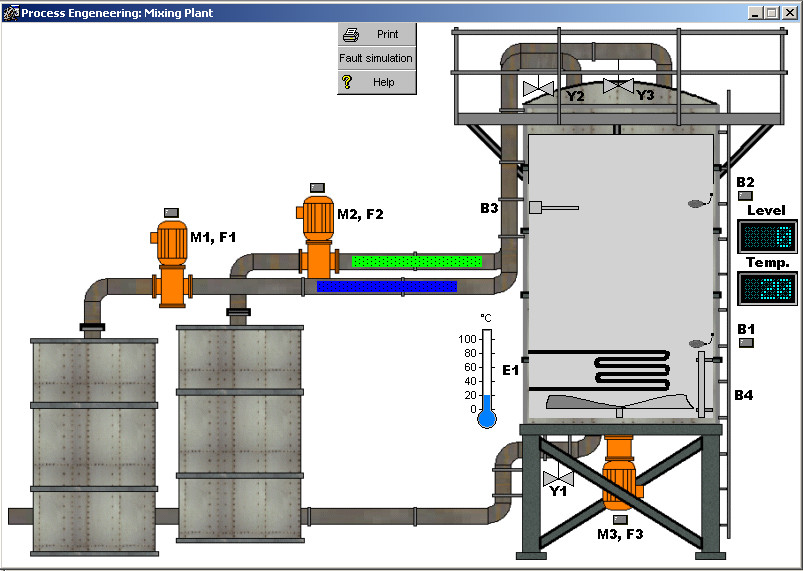 Process Engeneering: Mixing Plant
Print
Fault simulation
Help
Y2
Y3
B2
B3
Level
0
M2, F2
M1, F1
Temp.
20
°C
B1
100
80
60
40
20
0
E1
B4
Y1
M3, F3